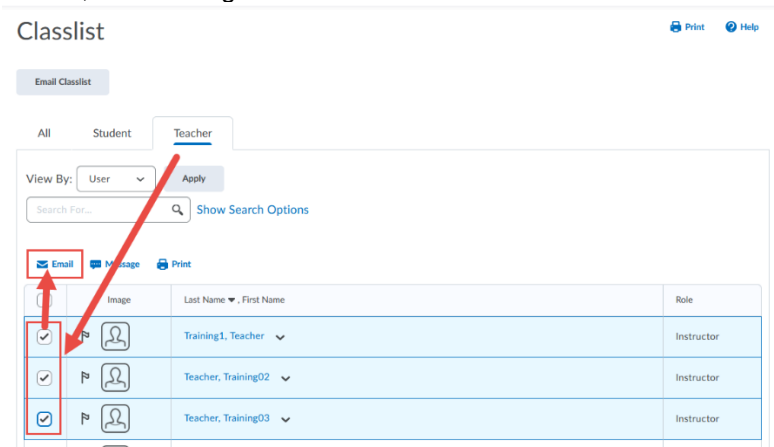 Classlist
Print Help
Email Classlist
All Student Teacher
View By: User Apply
Search For... Show Search Options
Email Message Print
Image Last Name , First Name Role
Training1, Teacher Instructor
Teacher, Training02 Instructor
Teacher, Training03 Instructor